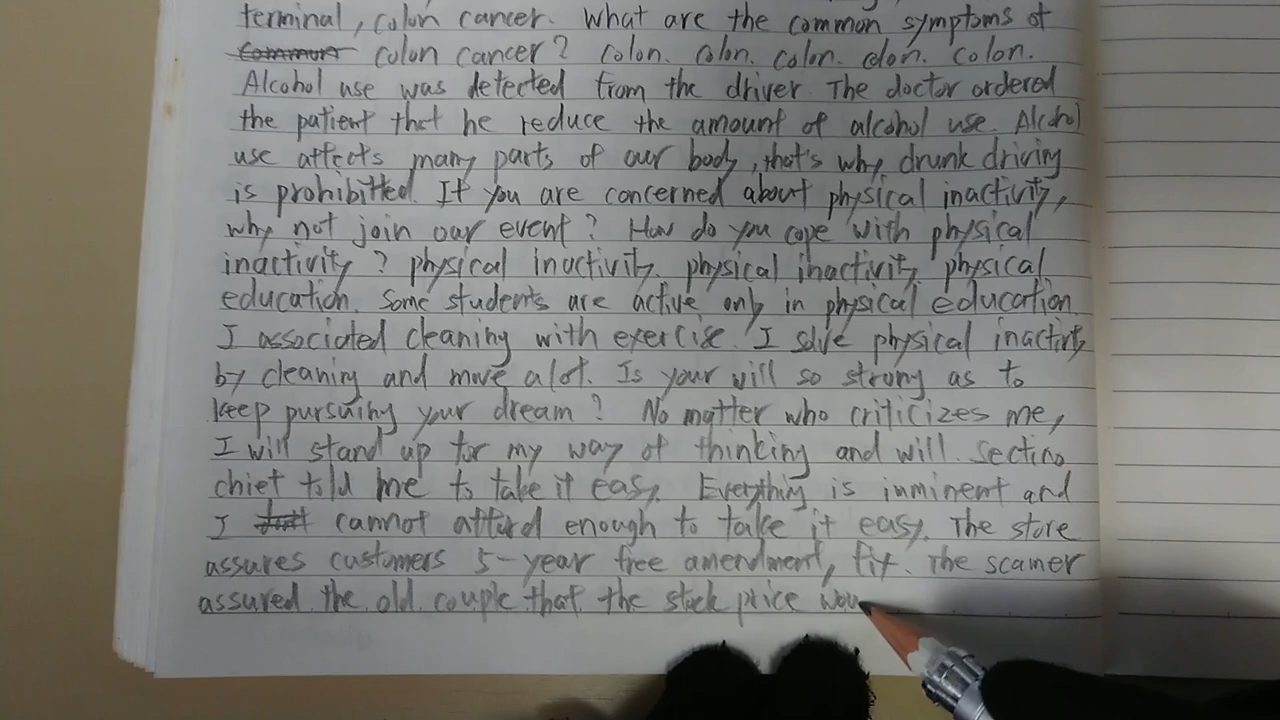 terminal, colon cancer. What are the common symptoms of
common colon cancer? colon. colon. colon. colon. colon.
Alcohol use was detected from the driver. The doctor ordered
the patient that he reduce the amount of alcohol use. Alcohol
use affects many parts of our body, that's why drunk driving
is prohibitted. If you are concerned about physical inactivity,
why not join our event? How do you cope with physical
inactivity? physical inactivity. physical inactivity. physical
education. Some students are active only in physical education.
I associated cleaning with exercise. I solve physical inactivity
by cleaning and move a lot. Is your will so strong as to
keep pursuing your dream? No matter who criticizes me,
I will stand up for my way of thinking and will. Section
chief told me to take it easy. Everything is imminent and
I cannot afford enough to take it easy. The store
assures customers 5-year free amendment, fix. The scamer
assured the old couple that the stock price wou